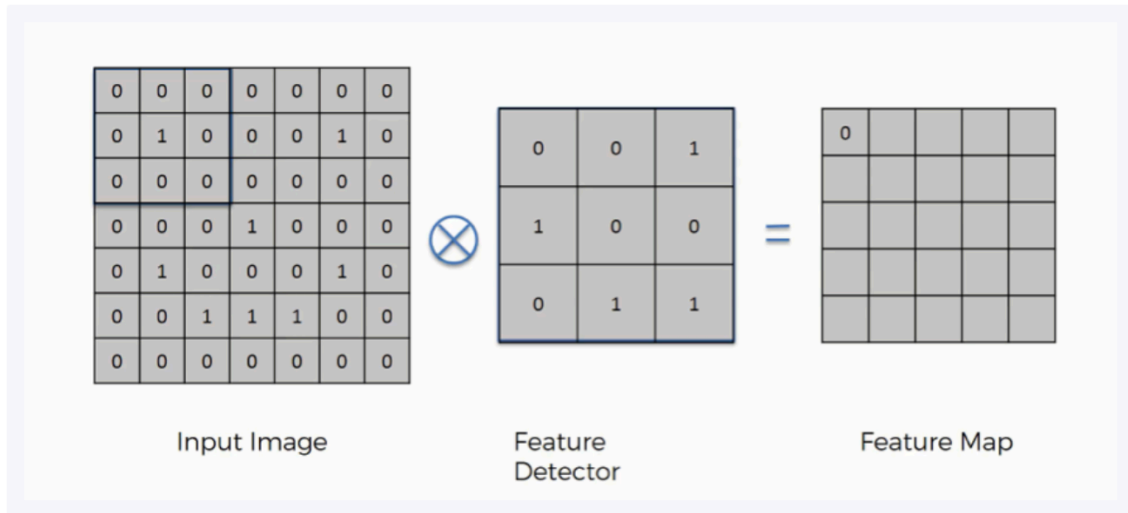 0 0 0 0 0 0 0
0 1 0 0 0 1 0
0 0 0 0 0 0 0
0 0 0 1 0 0 0
0 1 0 0 0 1 0
0 0 1 1 1 0 0
0 0 0 0 0 0 0
Input Image
0 0 1
1 0 0
0 1 1
Feature
Detector
=
0
Feature Map